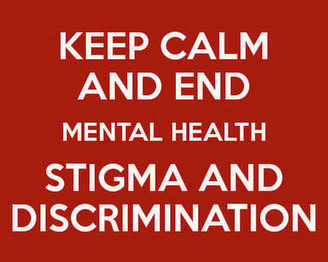 KEEP CALM
AND END
MENTAL HEALTH
STIGMA AND
DISCRIMINATION